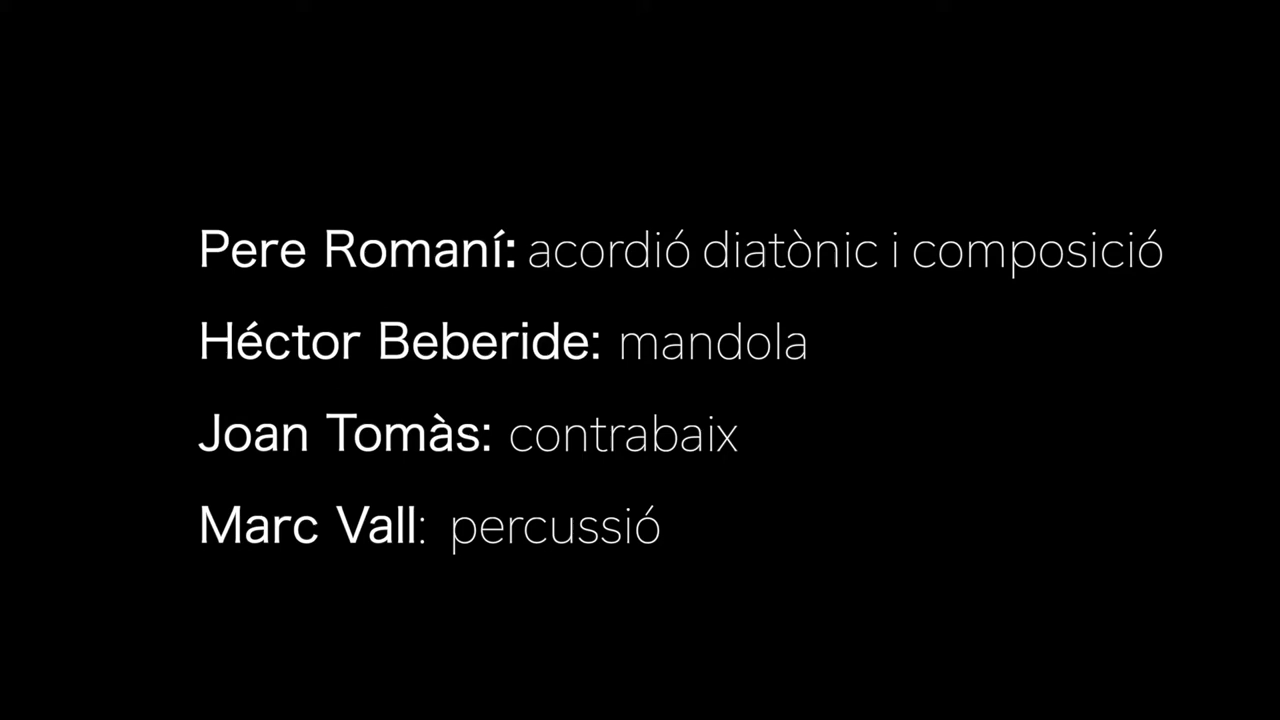 Pere Romaní: acordió diatònic i composició
Héctor Beberide: mandola
Joan Tomàs: contrabaix
Marc Vall: percussió